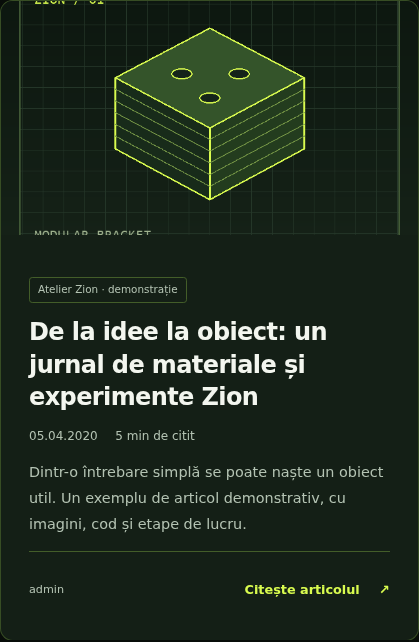 ZION / 01
MODULAR BRACKET
Atelier Zion · demonstrație
De la idee la obiect: un
jurnal de materiale și
experimente Zion
05.04.2020 5 min de citit
Dintr-o întrebare simplă se poate naște un obiect
util. Un exemplu de articol demonstrativ, cu
imagini, cod și etape de lucru.
admin Citește articolul ↗